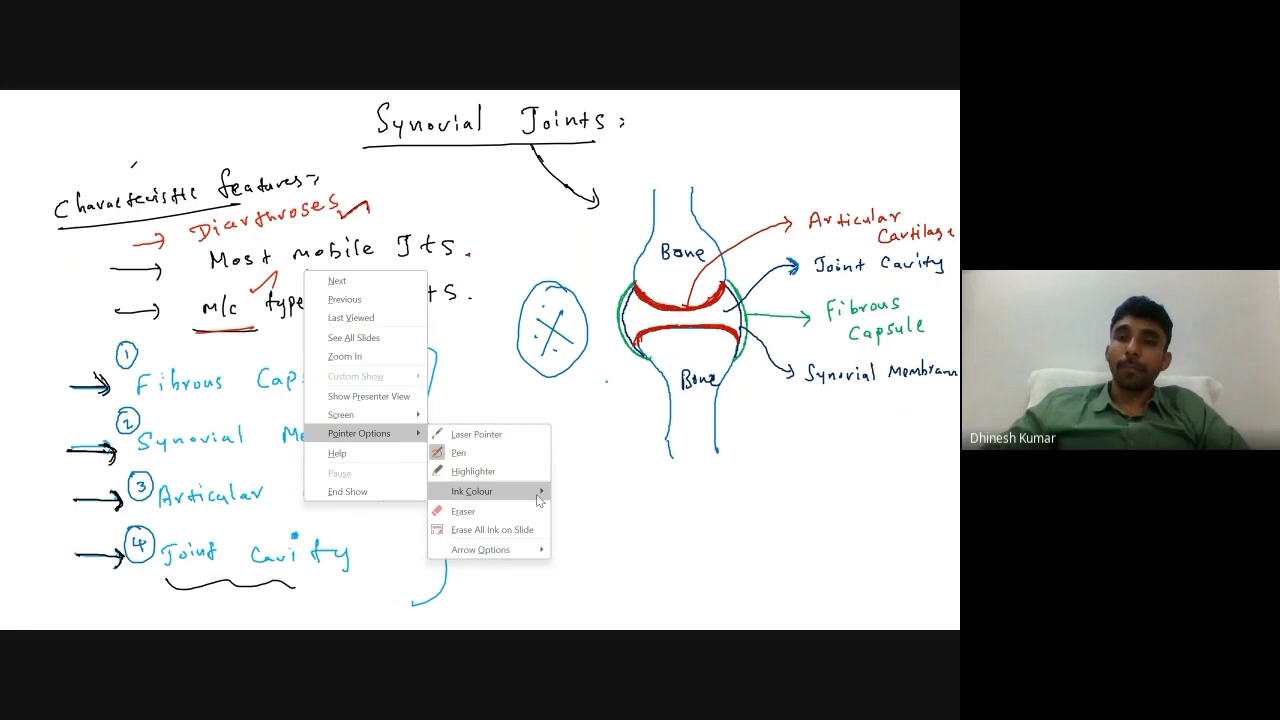 Synovial Joints:
Characteristic features:-
Diarthroses
Most mobile Jts.
M/c type ts.
1
Fibrous Cap
2
Synovial Me
3
Articular
4
Joint Cavity
Bone
Bone
Articular
Cartilage
Joint Cavity
Fibrous
Capsule
Synovial Membran
Next
Previous
Last Viewed
See All Slides
Zoom In
Custom Show
Show Presenter View
Screen
Pointer Options
Help
Pause
End Show
Laser Pointer
Pen
Highlighter
Ink Colour
Eraser
Erase All Ink on Slide
Arrow Options
Dhinesh Kumar